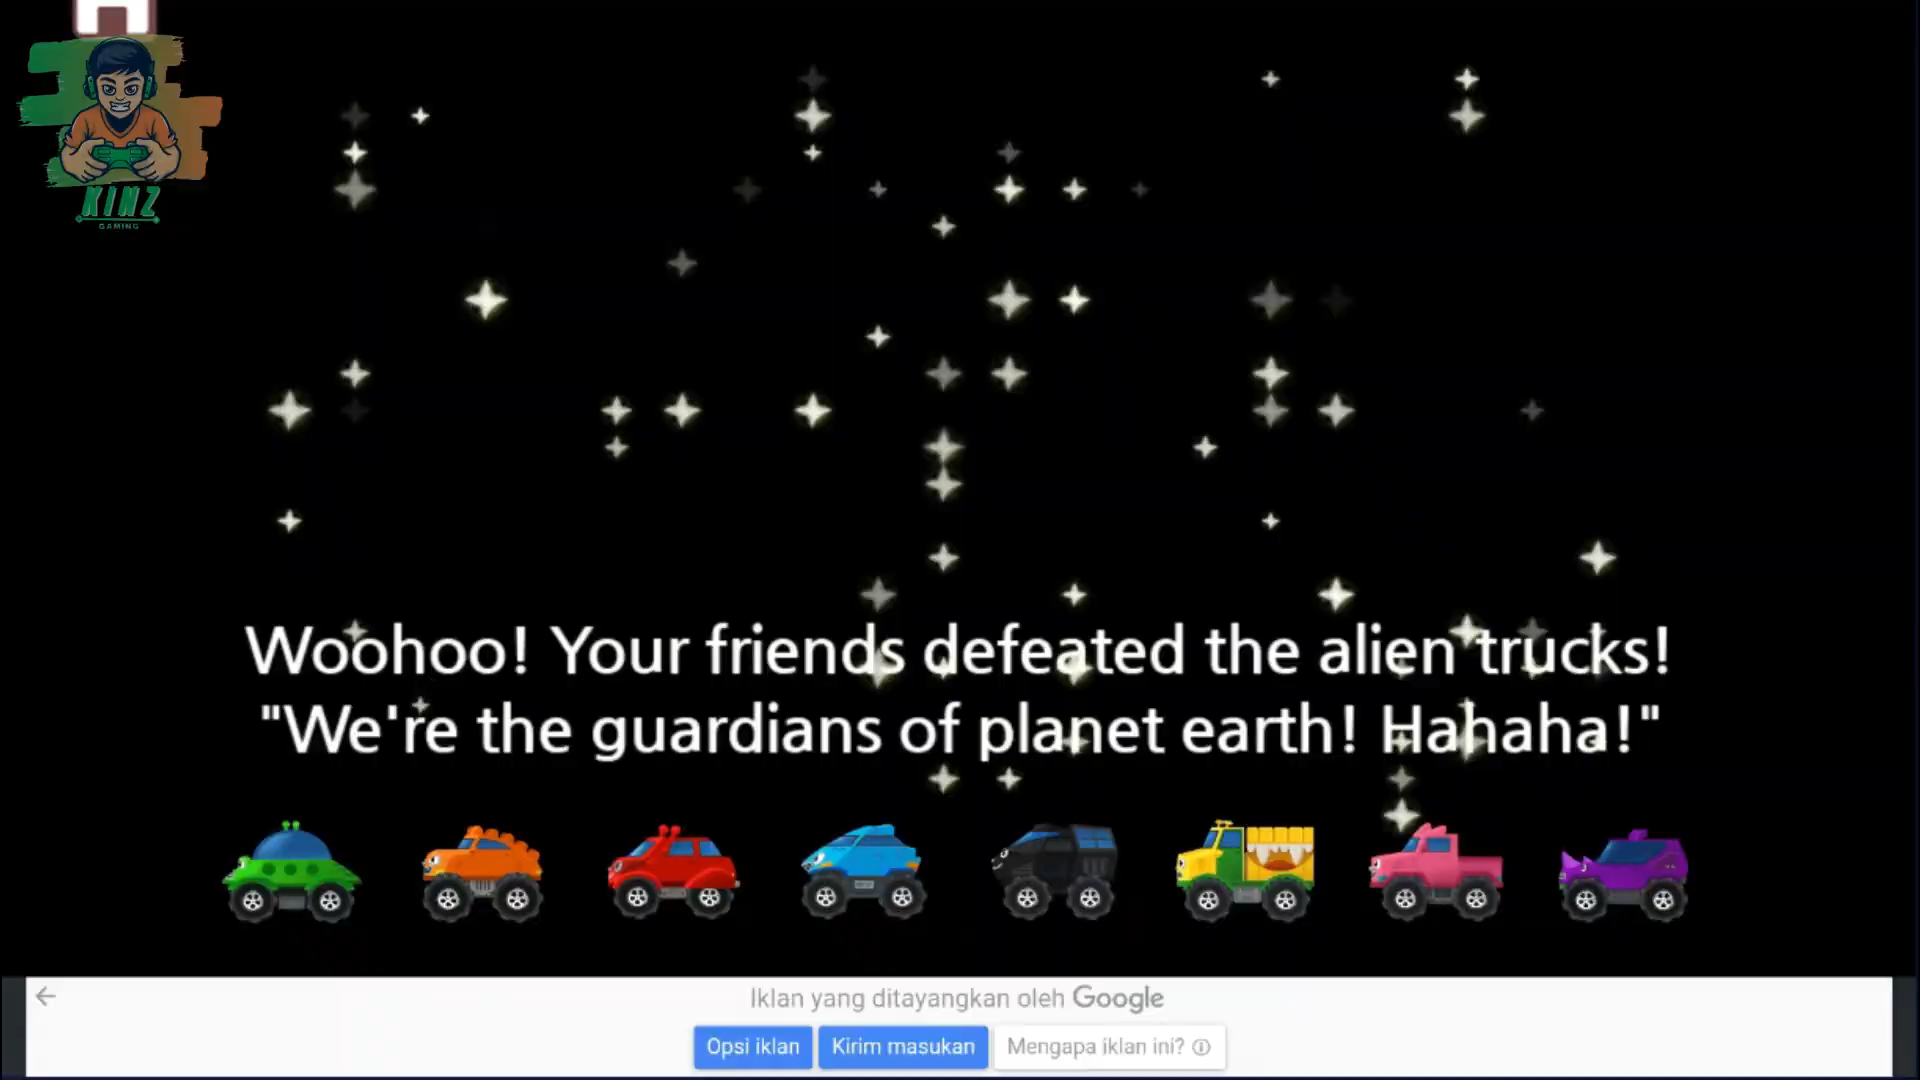 KINZ
GAMING
Woohoo! Your friends defeated the alien trucks!
"We're the guardians of planet earth! Hahaha!"
Iklan yang ditayangkan oleh Google
Opsi iklan
Kirim masukan
Mengapa iklan ini?